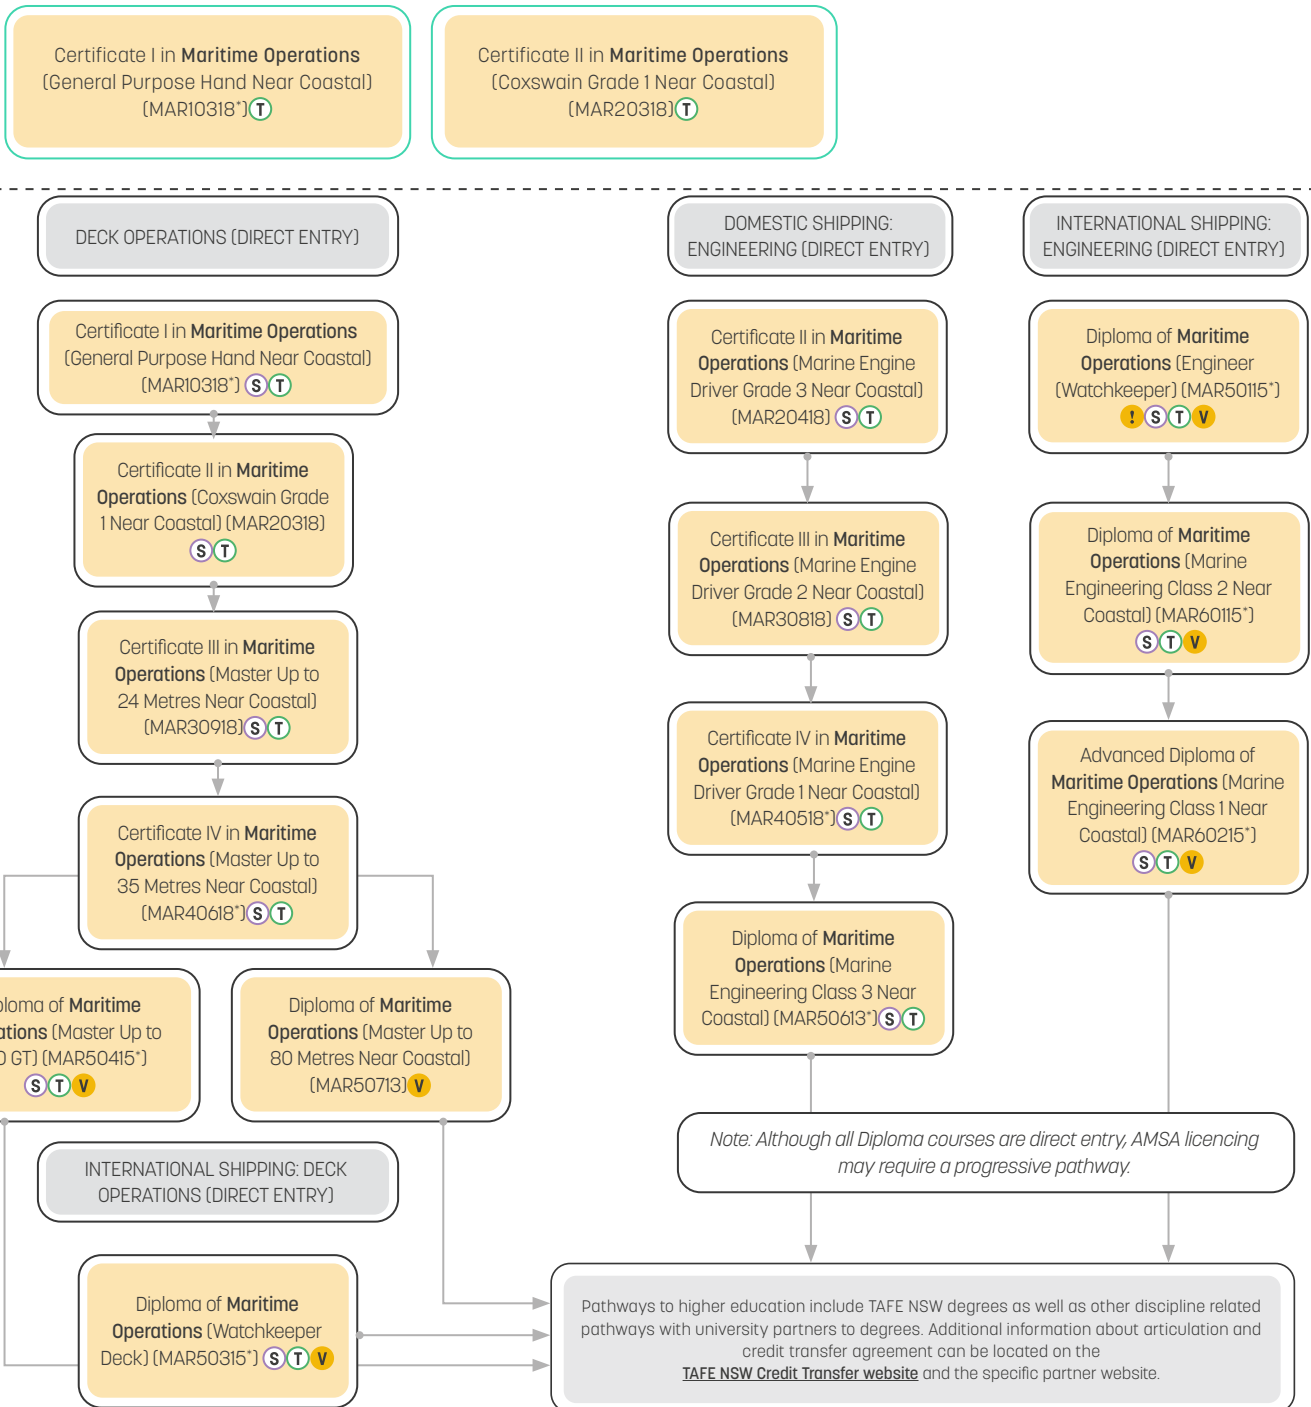 Certificate I in Maritime Operations
(General Purpose Hand Near Coastal)
(MAR10318*) T
Certificate II in Maritime Operations
(Coxswain Grade 1 Near Coastal)
(MAR20318) T
DECK OPERATIONS (DIRECT ENTRY)
Certificate I in Maritime Operations
(General Purpose Hand Near Coastal)
(MAR10318*) S T
Certificate II in Maritime
Operations (Coxswain Grade
1 Near Coastal) (MAR20318)
S T
Certificate III in Maritime
Operations (Master Up to
24 Metres Near Coastal)
(MAR30918) S T
Certificate IV in Maritime
Operations (Master Up to
35 Metres Near Coastal)
(MAR40618*) S T
ploma of Maritime
ations (Master Up to
0 GT) (MAR50415*)
S T V
Diploma of Maritime
Operations (Master Up to
80 Metres Near Coastal)
(MAR50713) V
INTERNATIONAL SHIPPING: DECK
OPERATIONS (DIRECT ENTRY)
Diploma of Maritime
Operations (Watchkeeper
Deck) (MAR50315*) S T V
DOMESTIC SHIPPING:
ENGINEERING (DIRECT ENTRY)
Certificate II in Maritime
Operations (Marine Engine
Driver Grade 3 Near Coastal)
(MAR20418) S T
Certificate III in Maritime
Operations (Marine Engine
Driver Grade 2 Near Coastal)
(MAR30818) S T
Certificate IV in Maritime
Operations (Marine Engine
Driver Grade 1 Near Coastal)
(MAR40518*) S T
Diploma of Maritime
Operations (Marine
Engineering Class 3 Near
Coastal) (MAR50613*) S T
INTERNATIONAL SHIPPING:
ENGINEERING (DIRECT ENTRY)
Diploma of Maritime
Operations (Engineer
(Watchkeeper) (MAR50115*)
! S T V
Diploma of Maritime
Operations (Marine
Engineering Class 2 Near
Coastal) (MAR60115*)
S T V
Advanced Diploma of
Maritime Operations (Marine
Engineering Class 1 Near
Coastal) (MAR60215*)
S T V
Note: Although all Diploma courses are direct entry, AMSA licencing
may require a progressive pathway.
Pathways to higher education include TAFE NSW degrees as well as other discipline related
pathways with university partners to degrees. Additional information about articulation and
credit transfer agreement can be located on the
TAFE NSW Credit Transfer website and the specific partner website.